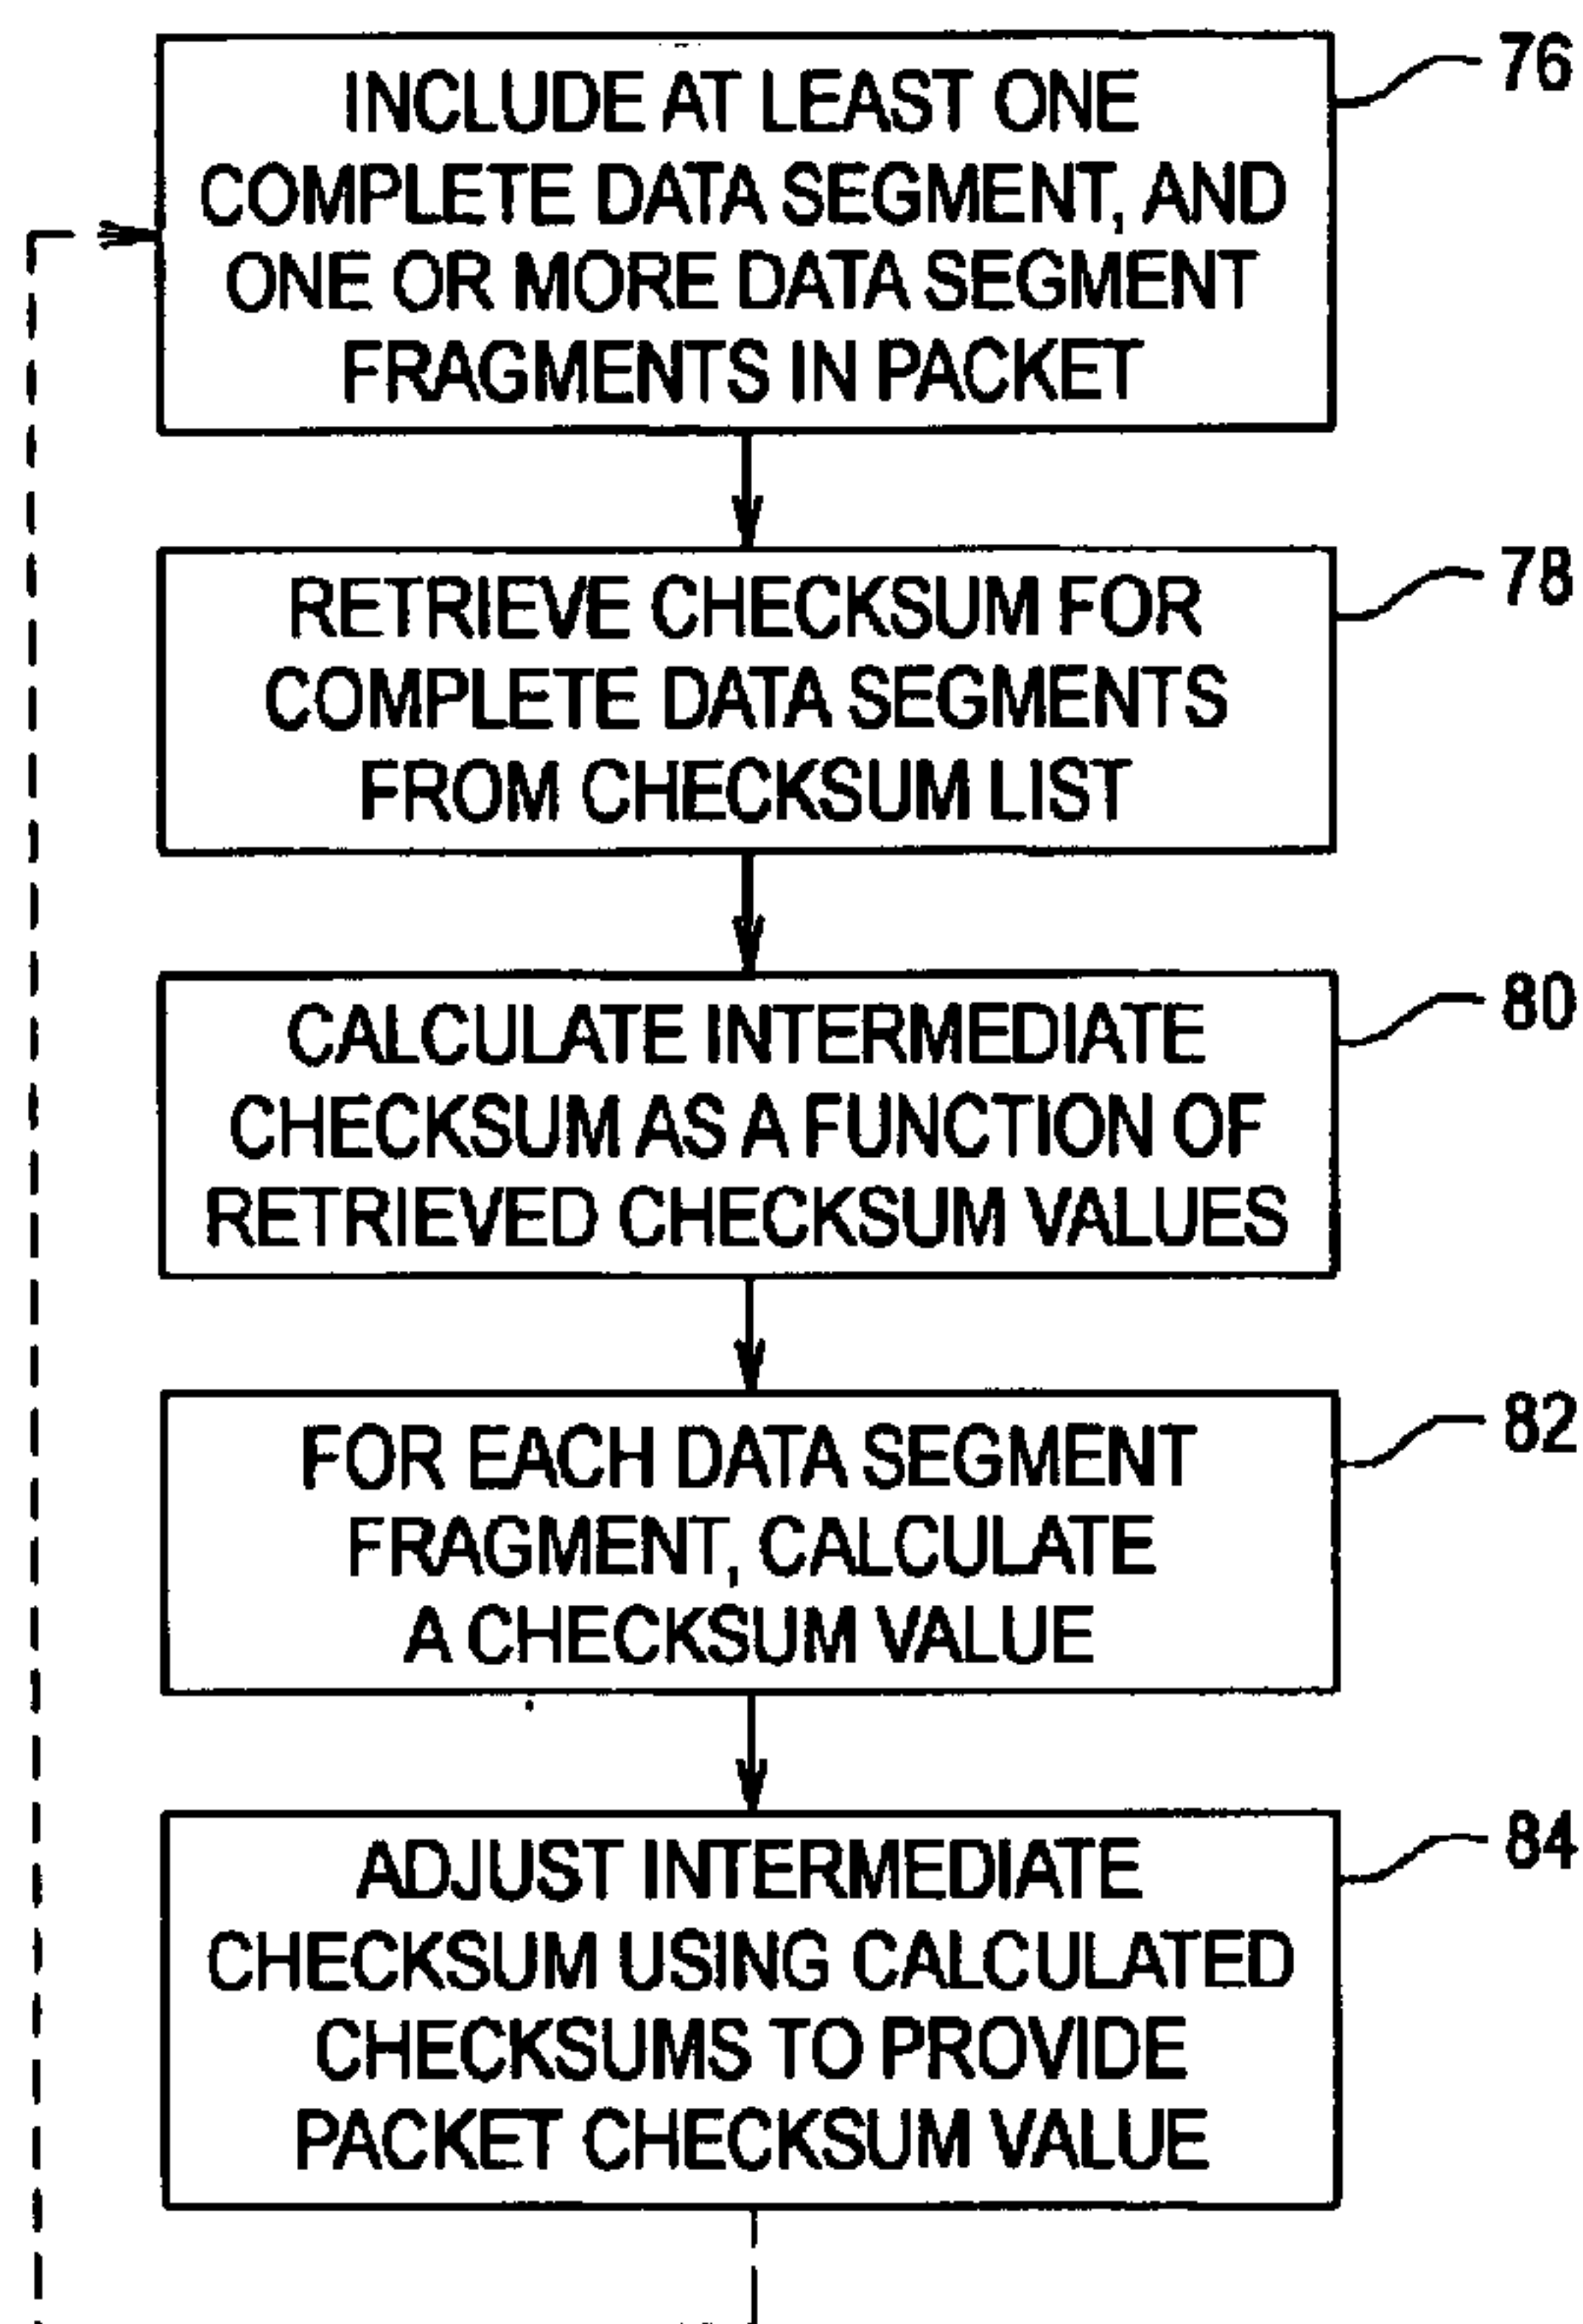 INCLUDE AT LEAST ONE
COMPLETE DATA SEGMENT, AND
ONE OR MORE DATA SEGMENT
FRAGMENTS IN PACKET
76
RETRIEVE CHECKSUM FOR
COMPLETE DATA SEGMENTS
FROM CHECKSUM LIST
78
CALCULATE INTERMEDIATE
CHECKSUM AS A FUNCTION OF
RETRIEVED CHECKSUM VALUES
80
FOR EACH DATA SEGMENT
FRAGMENT, CALCULATE
A CHECKSUM VALUE
82
ADJUST INTERMEDIATE
CHECKSUM USING CALCULATED
CHECKSUMS TO PROVIDE
PACKET CHECKSUM VALUE
84